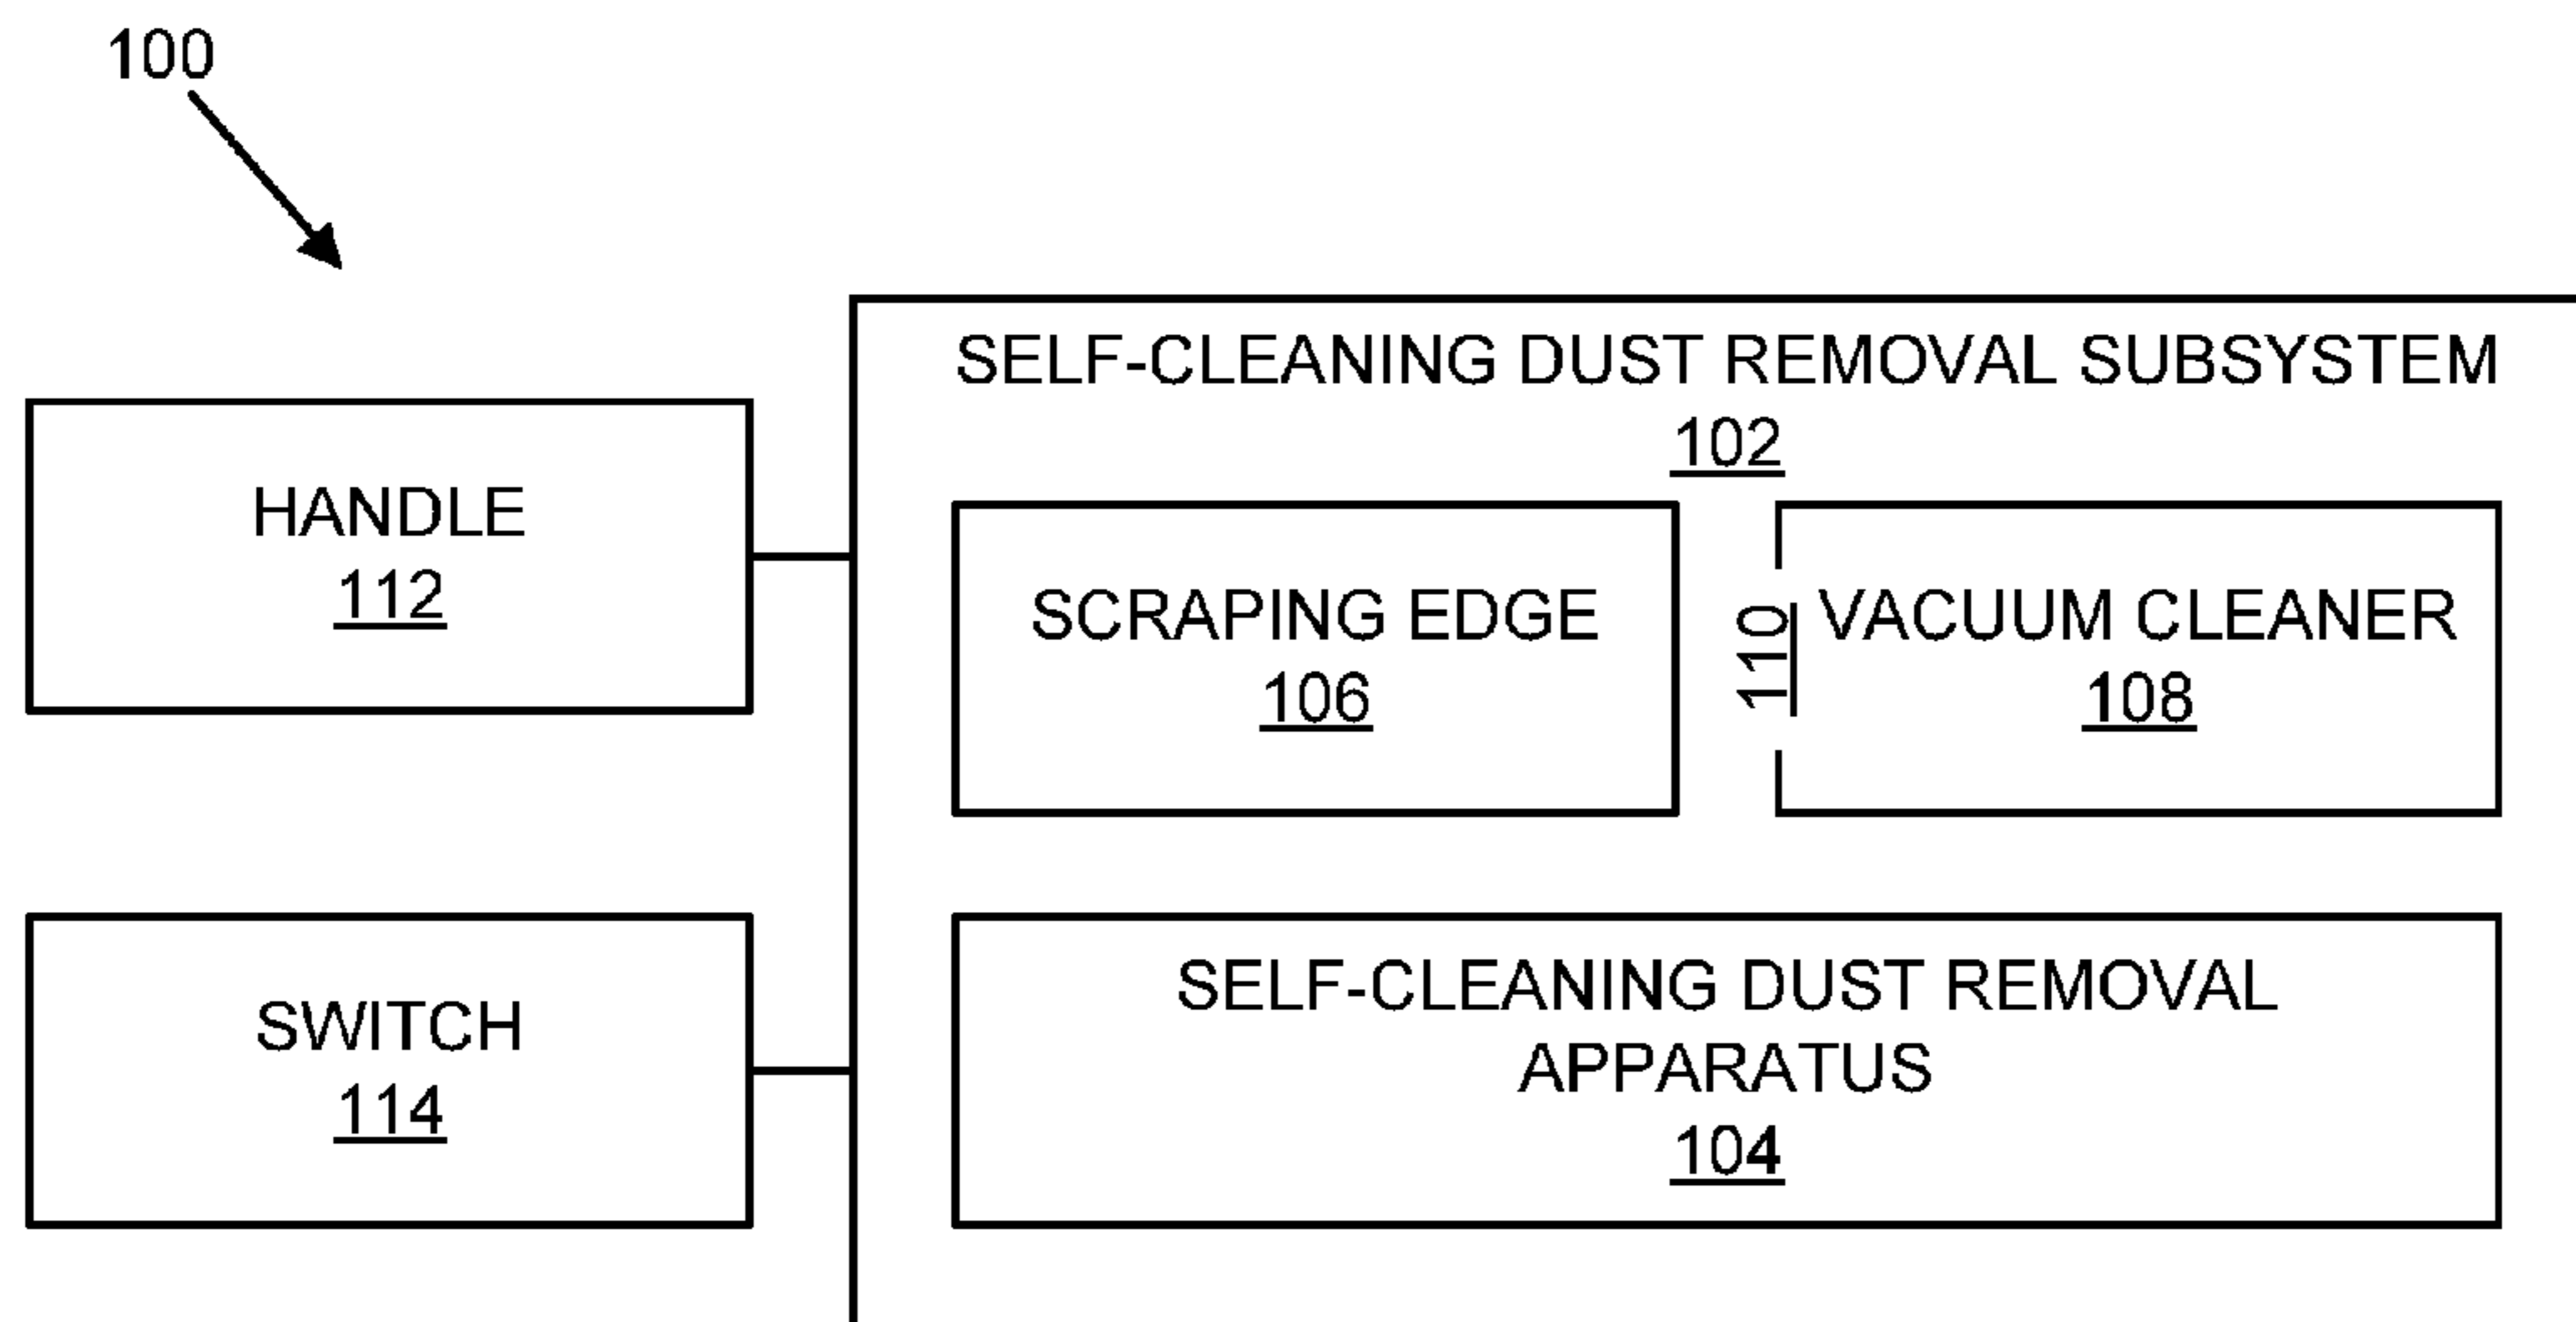 100
SELF-CLEANING DUST REMOVAL SUBSYSTEM
102
HANDLE
112
SCRAPING EDGE
106
110
VACUUM CLEANER
108
SWITCH
114
SELF-CLEANING DUST REMOVAL
APPARATUS
104